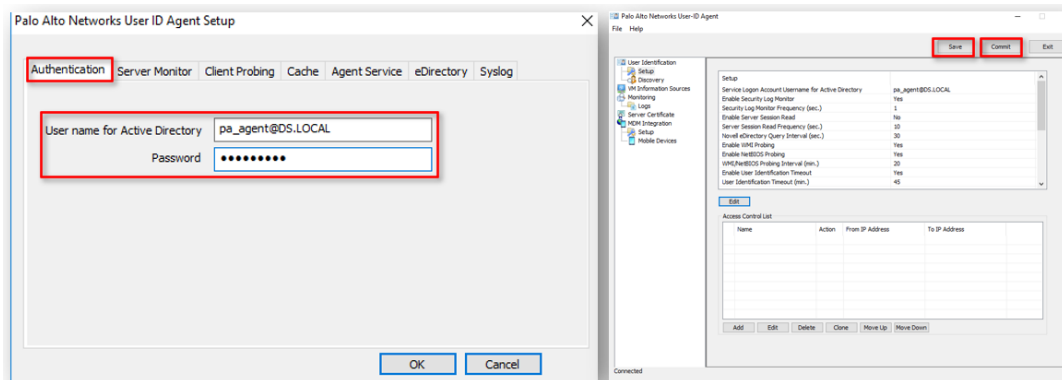 Palo Alto Networks User ID Agent Setup
Authentication Server Monitor Client Probing Cache Agent Service eDirectory Syslog
User name for Active Directory pa_agent@DS.LOCAL
Password •••••••••
OK Cancel
Palo Alto Networks User-ID Agent
File Help
Save Commit Exit
User Identification
Setup
Discovery
VM Information Sources
Monitoring
Logs
Server Certificate
MDM Integration
Setup
Mobile Devices
Setup
Service Logon Account Username for Active Directory pa_agent@DS.LOCAL
Enable Security Log Monitor Yes
Security Log Monitor Frequency (sec.) 1
Enable Server Session Read No
Server Session Read Frequency (sec.) 10
Novell eDirectory Query Interval (sec.) 30
Enable WMI Probing Yes
Enable NetBIOS Probing Yes
WMI/NetBIOS Probing Interval (min.) 20
Enable User Identification Timeout Yes
User Identification Timeout (min.) 45
Edit
Access Control List
Name Action From IP Address To IP Address
Add Edit Delete Clone Move Up Move Down
Connected